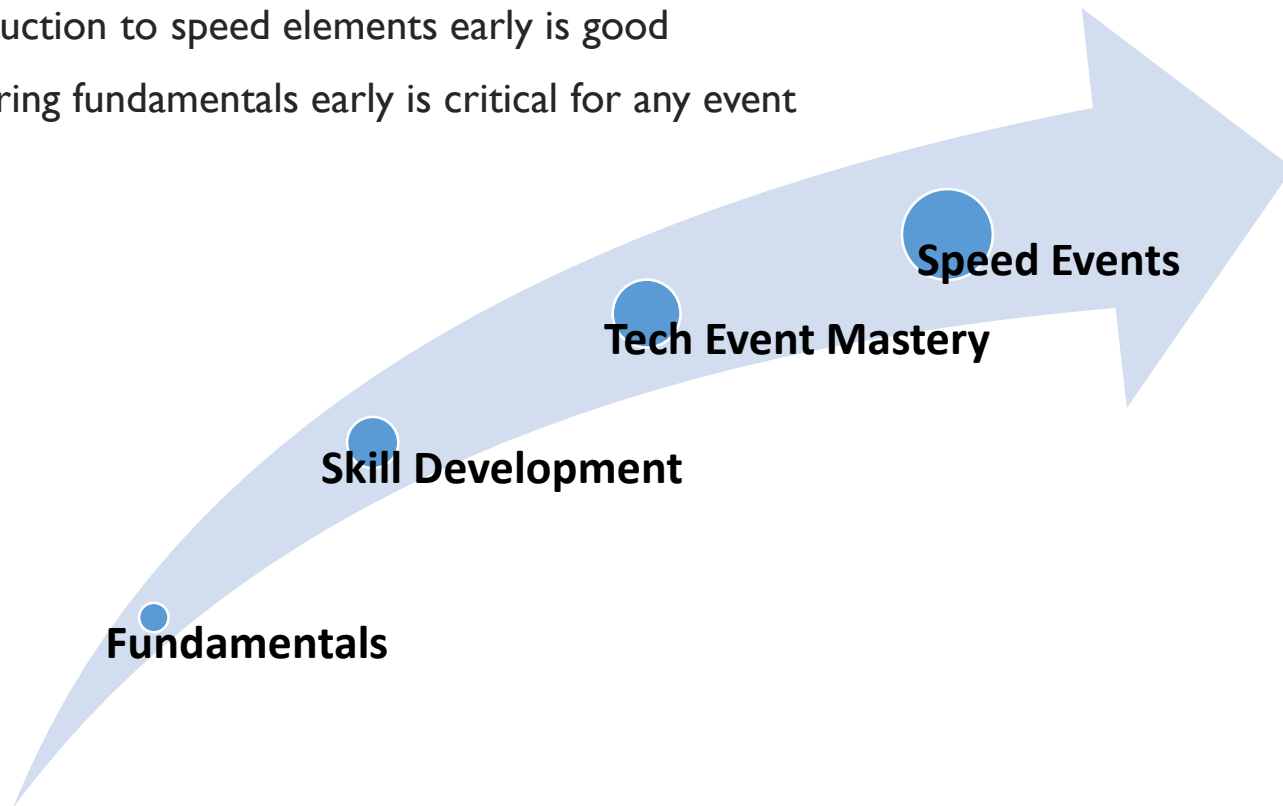 uction to speed elements early is good
ring fundamentals early is critical for any event
Speed Events
Tech Event Mastery
Skill Development
Fundamentals